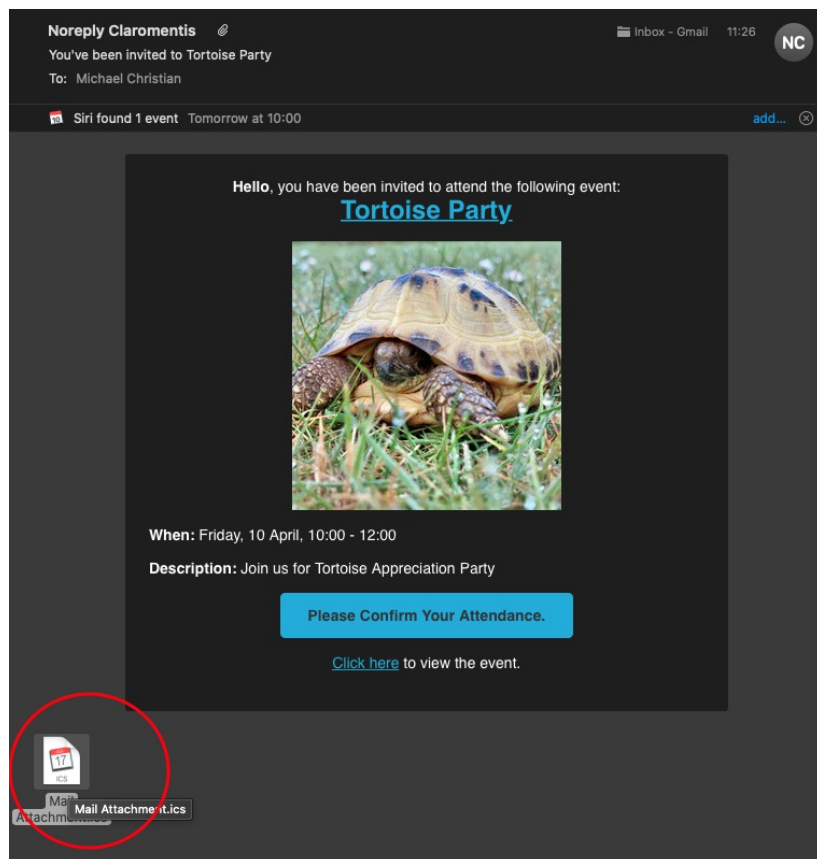 Noreply Claromentis
Inbox - Gmail 11:26
NC
You've been invited to Tortoise Party
To: Michael Christian
10
Siri found 1 event Tomorrow at 10:00
add...
Hello, you have been invited to attend the following event:
Tortoise Party
When: Friday, 10 April, 10:00 - 12:00
Description: Join us for Tortoise Appreciation Party
Please Confirm Your Attendance.
Click here to view the event.
17
ICS
Mail Attachment.ics